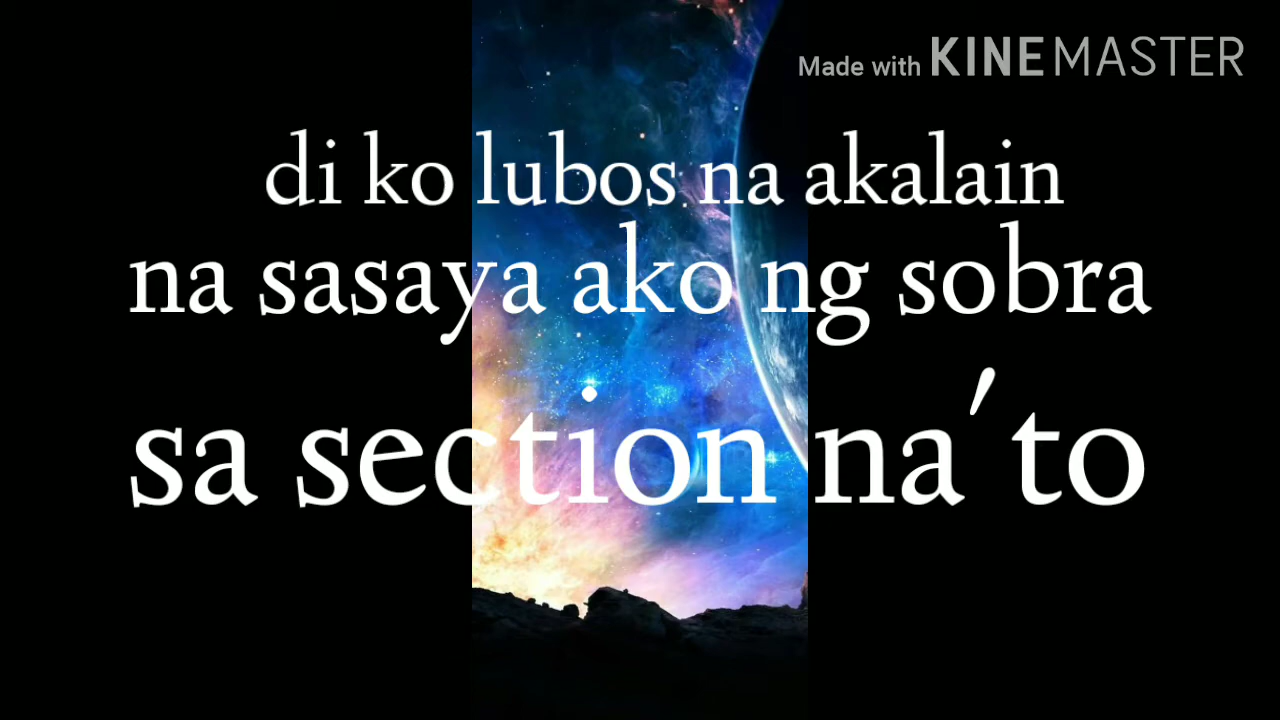 Made with KINEMASTER
di ko lubos na akalain
na sasaya ako ng sobra
sa section na'to